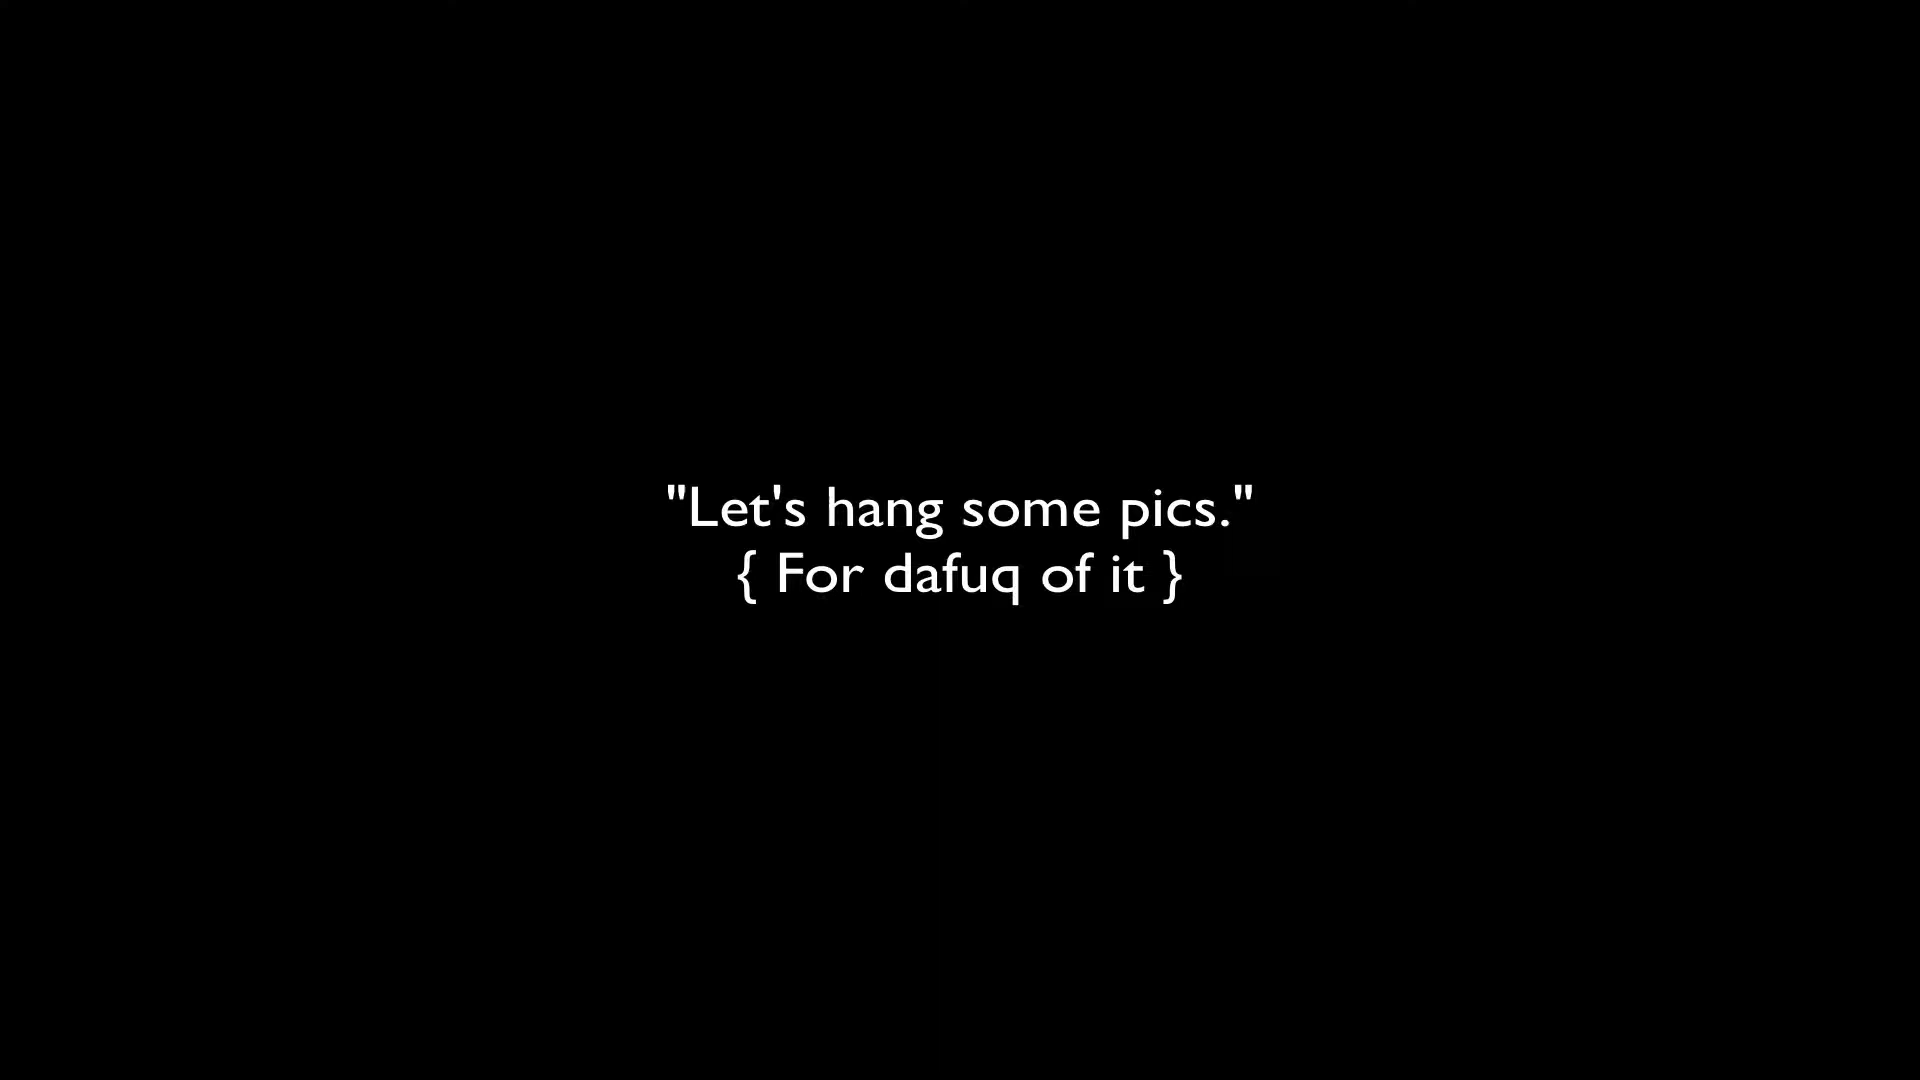 "Let's hang some pics."
{ For dafuq of it }